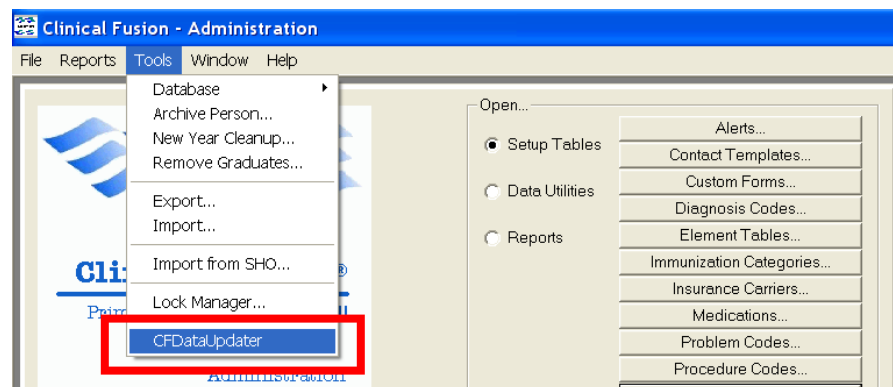 Clinical Fusion - Administration
File Reports Tools Window Help
Database
Archive Person...
New Year Cleanup...
Remove Graduates...
Export...
Import...
Import from SHO...
Lock Manager...
CFDataUpdater
Cli
®
Administration
Open...
Setup Tables
Data Utilities
Reports
Alerts...
Contact Templates...
Custom Forms...
Diagnosis Codes...
Element Tables...
Immunization Categories...
Insurance Carriers...
Medications...
Problem Codes...
Procedure Codes...